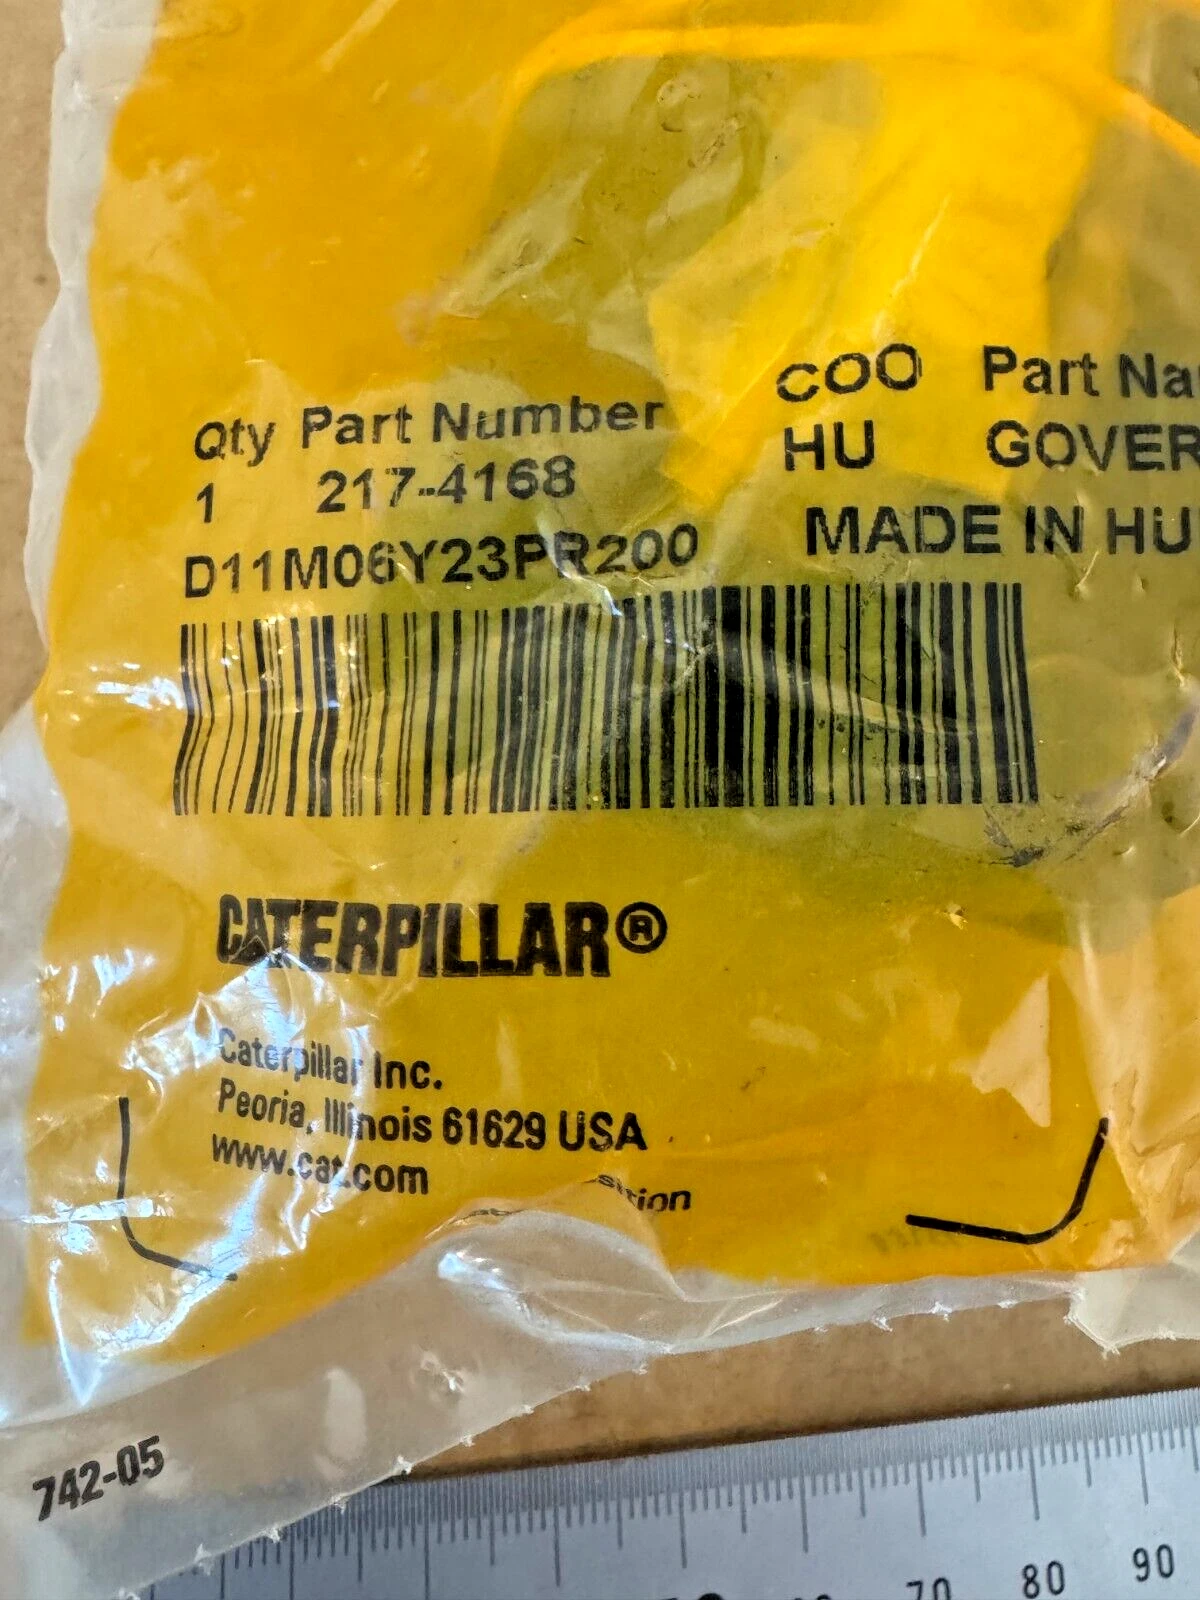 Qty Part Number COO Part Na
1 217-4168 HU GOVER
D11M06Y23PR200 MADE IN HU
CATERPILLAR®
Caterpillar Inc.
Peoria, Illinois 61629 USA
www.cat.com
742-05
70 80 90